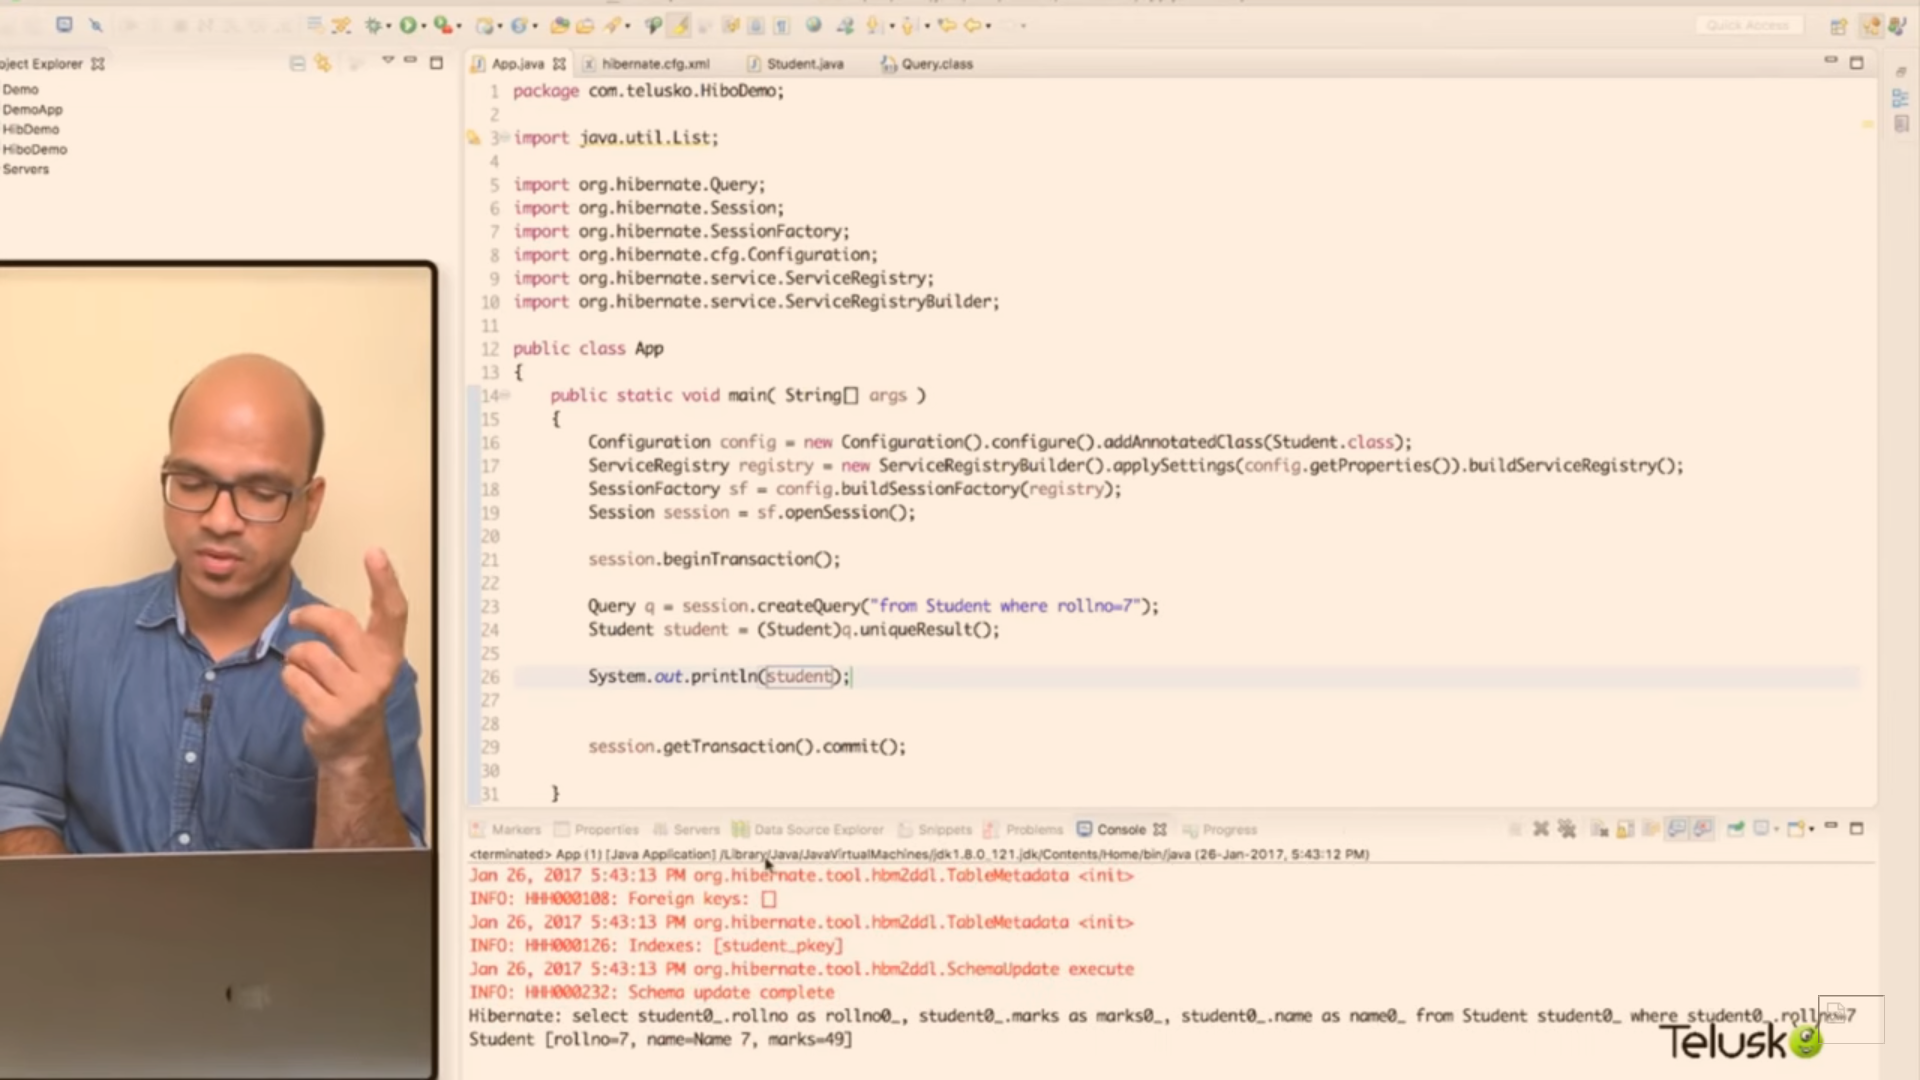 Quick Access
ject Explorer
Demo
DemoApp
HibDemo
HiboDemo
Servers
App.java
hibernate.cfg.xml
Student.java
Query.class
1 package com.telusko.HiboDemo;
2
3 import java.util.List;
4
5 import org.hibernate.Query;
6 import org.hibernate.Session;
7 import org.hibernate.SessionFactory;
8 import org.hibernate.cfg.Configuration;
9 import org.hibernate.service.ServiceRegistry;
10 import org.hibernate.service.ServiceRegistryBuilder;
11
12 public class App
13 {
14 public static void main( String[] args )
15 {
16 Configuration config = new Configuration().configure().addAnnotatedClass(Student.class);
17 ServiceRegistry registry = new ServiceRegistryBuilder().applySettings(config.getProperties()).buildServiceRegistry();
18 SessionFactory sf = config.buildSessionFactory(registry);
19 Session session = sf.openSession();
20
21 session.beginTransaction();
22
23 Query q = session.createQuery("from Student where rollno=7");
24 Student student = (Student)q.uniqueResult();
25
26 System.out.println(student);
27
28
29 session.getTransaction().commit();
30
31 }
Markers Properties Servers Data Source Explorer Snippets Problems Console Progress
<terminated> App (1) [Java Application] /Library/Java/JavaVirtualMachines/jdk1.8.0_121.jdk/Contents/Home/bin/java (26-Jan-2017, 5:43:12 PM)
Jan 26, 2017 5:43:13 PM org.hibernate.tool.hbm2ddl.TableMetadata <init>
INFO: HHH000108: Foreign keys: []
Jan 26, 2017 5:43:13 PM org.hibernate.tool.hbm2ddl.TableMetadata <init>
INFO: HHH000126: Indexes: [student_pkey]
Jan 26, 2017 5:43:13 PM org.hibernate.tool.hbm2ddl.SchemaUpdate execute
INFO: HHH000232: Schema update complete
Hibernate: select student0_.rollno as rollno0_, student0_.marks as marks0_, student0_.name as name0_ from Student student0_ where student0_.rollno=7
Student [rollno=7, name=Name 7, marks=49]
Telusko